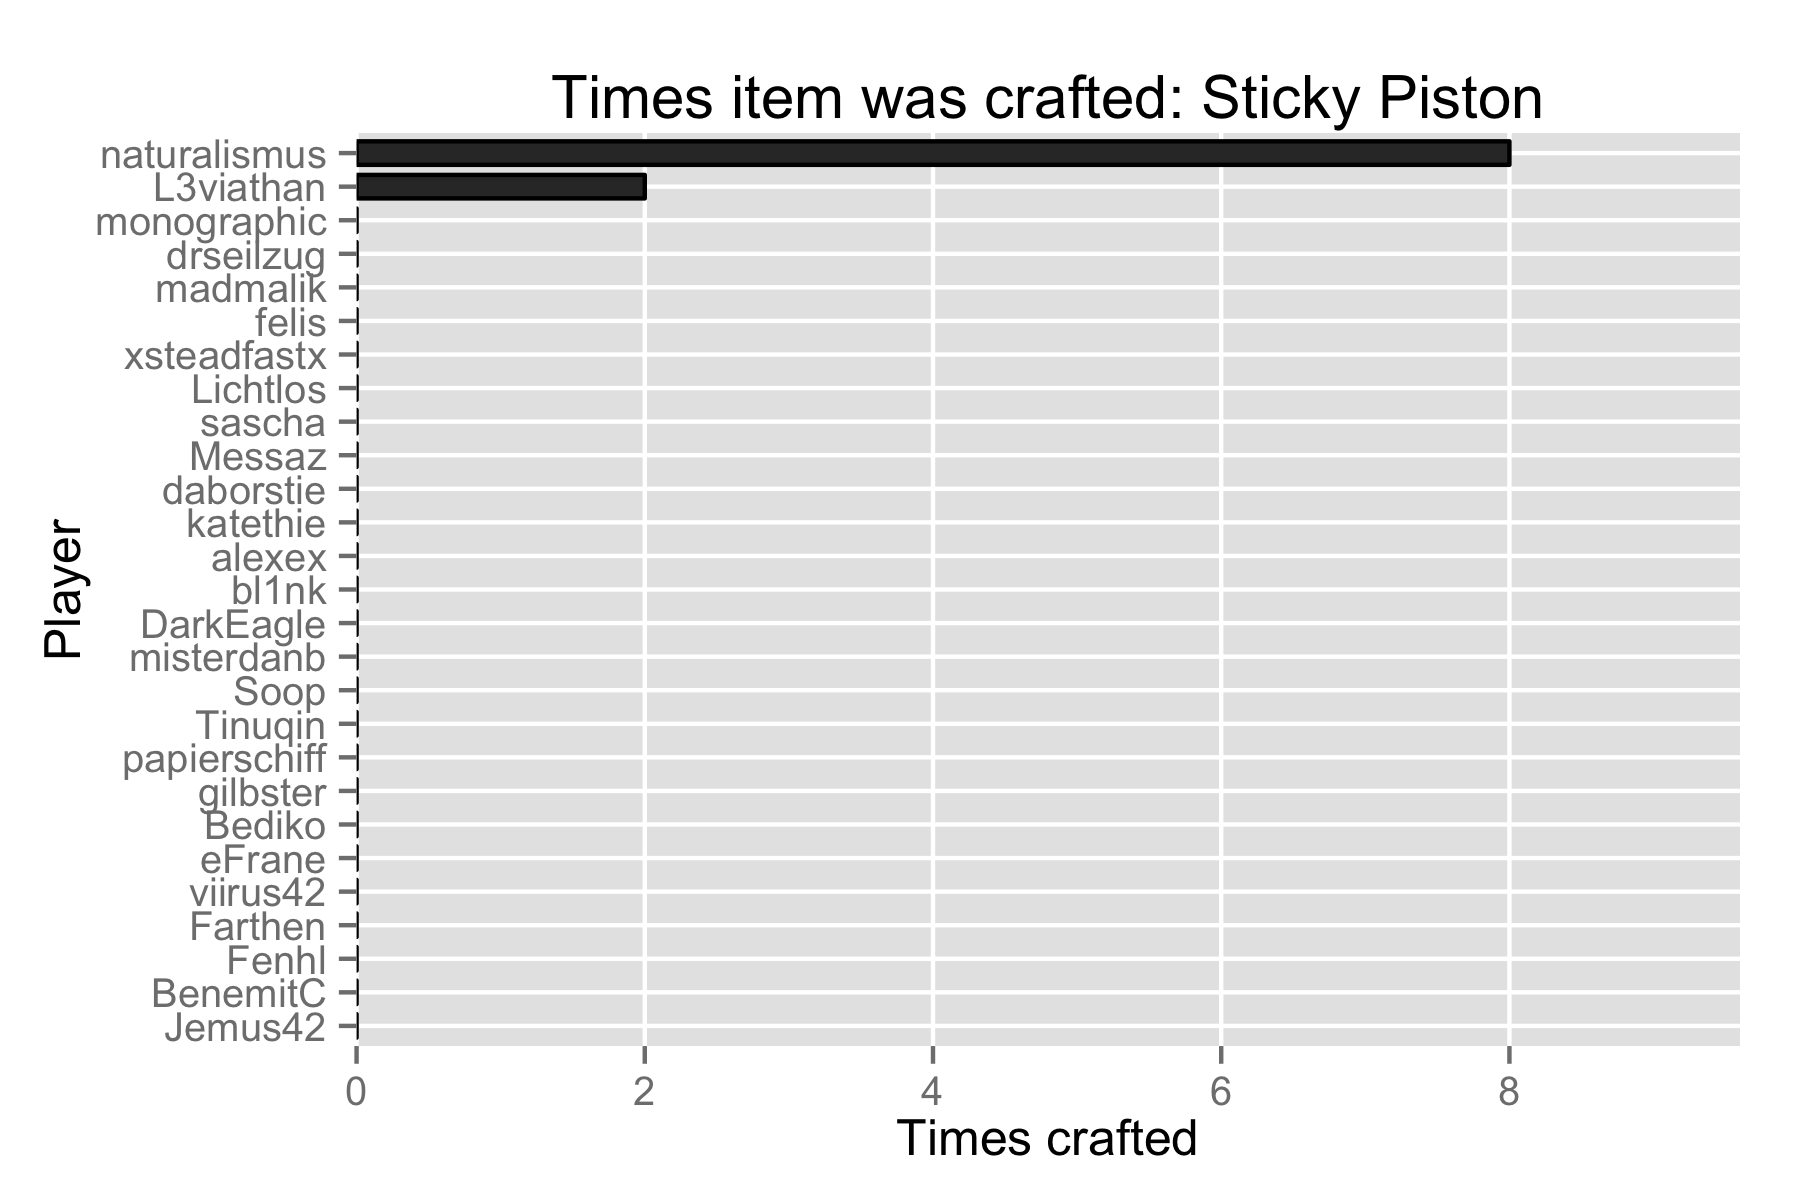 Times item was crafted: Sticky Piston
naturalismus
L3viathan
monographic
drseilzug
madmalik
felis
xsteadfastx
Lichtlos
sascha
Messaz
daborstie
katethie
alexex
bl1nk
DarkEagle
misterdanb
Soop
Tinuqin
papierschiff
gilbster
Bediko
eFrane
viirus42
Farthen
Fenhl
BenemitC
Jemus42
Player
0 2 4 6 8
Times crafted